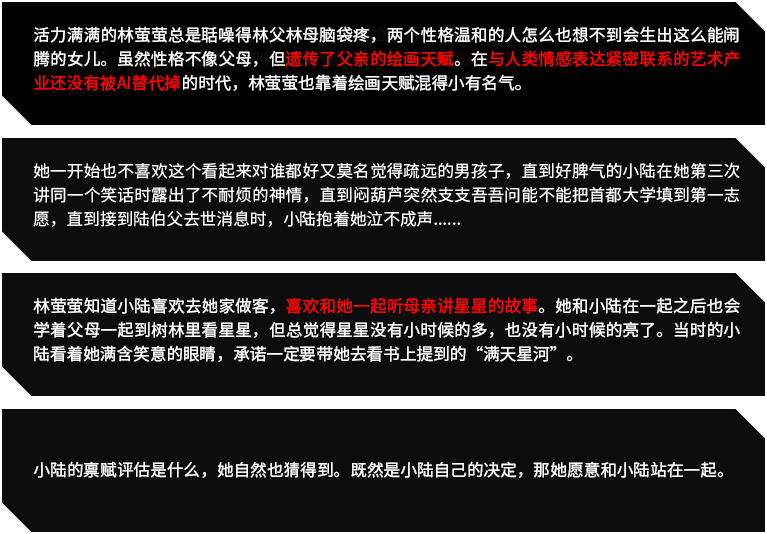 活力满满的林萤萤总是聒噪得林父林母脑袋疼，两个性格温和的人怎么也想不到会生出这么能闹
腾的女儿。虽然性格不像父母，但遗传了父亲的绘画天赋。在与人类情感表达紧密联系的艺术产
业还没有被AI替代掉的时代，林萤萤也靠着绘画天赋混得小有名气。
她一开始也不喜欢这个看起来对谁都好又莫名觉得疏远的男孩子，直到好脾气的小陆在她第三次
讲同一个笑话时露出了不耐烦的神情，直到闷葫芦突然支支吾吾问能不能把首都大学填到第一志
愿，直到接到陆伯父去世消息时，小陆抱着她泣不成声……
林萤萤知道小陆喜欢去她家做客，喜欢和她一起听母亲讲星星的故事。她和小陆在一起之后也会
学着父母一起到树林里看星星，但总觉得星星没有小时候的多，也没有小时候的亮了。当时的小
陆看着她满含笑意的眼睛，承诺一定要带她去看书上提到的“满天星河”。
小陆的禀赋评估是什么，她自然也猜得到。既然是小陆自己的决定，那她愿意和小陆站在一起。